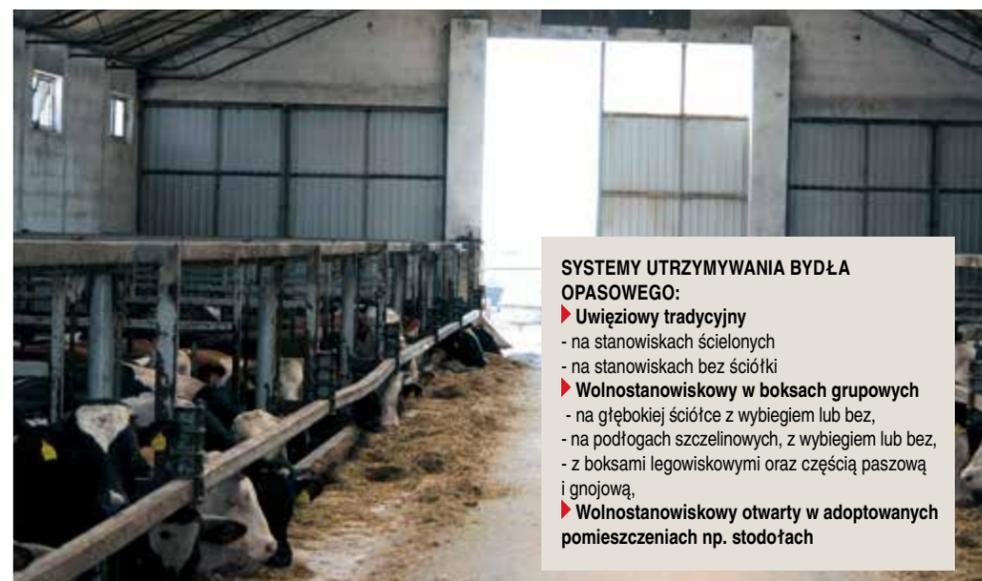 SYSTEMY UTRZYMYWANIA BYDŁA
OPASOWEGO:
Uwięziowy tradycyjny
- na stanowiskach ścielonych
- na stanowiskach bez ściółki
Wolnostanowiskowy w boksach grupowych
- na głębokiej ściółce z wybiegiem lub bez,
- na podłogach szczelinowych, z wybiegiem lub bez,
- z boksami legowiskowymi oraz częścią paszową
i gnojową,
Wolnostanowiskowy otwarty w adoptowanych
pomieszczeniach np. stodołach